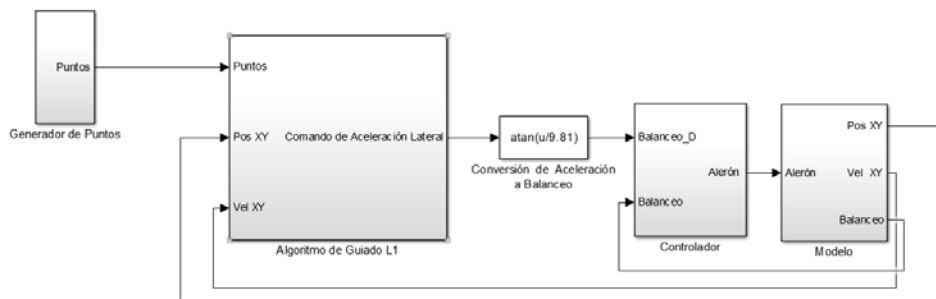 Puntos
Generador de Puntos
Puntos
Pos XY
Vel XY
Comando de Aceleración Lateral
Algoritmo de Guiado L1
atan(u/9.81)
Conversión de Aceleración
a Balanceo
Balanceo_D
Balanceo
Alerón
Controlador
Alerón
Pos XY
Vel XY
Balanceo
Modelo